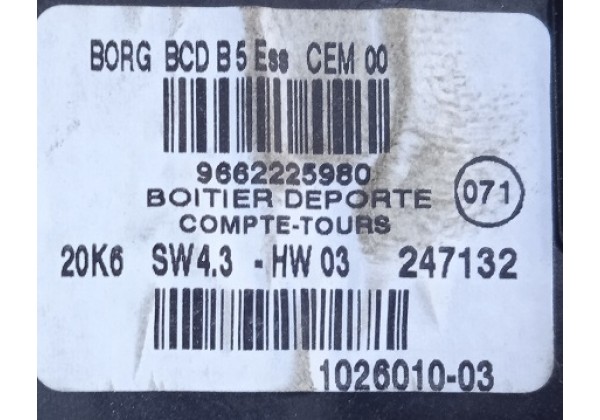 BORG BCD B5 Ess CEM 00
9662225980
BOITIER DEPORTE
COMPTE-TOURS
071
20K6 SW4.3 - HW 03 247132
1026010-03